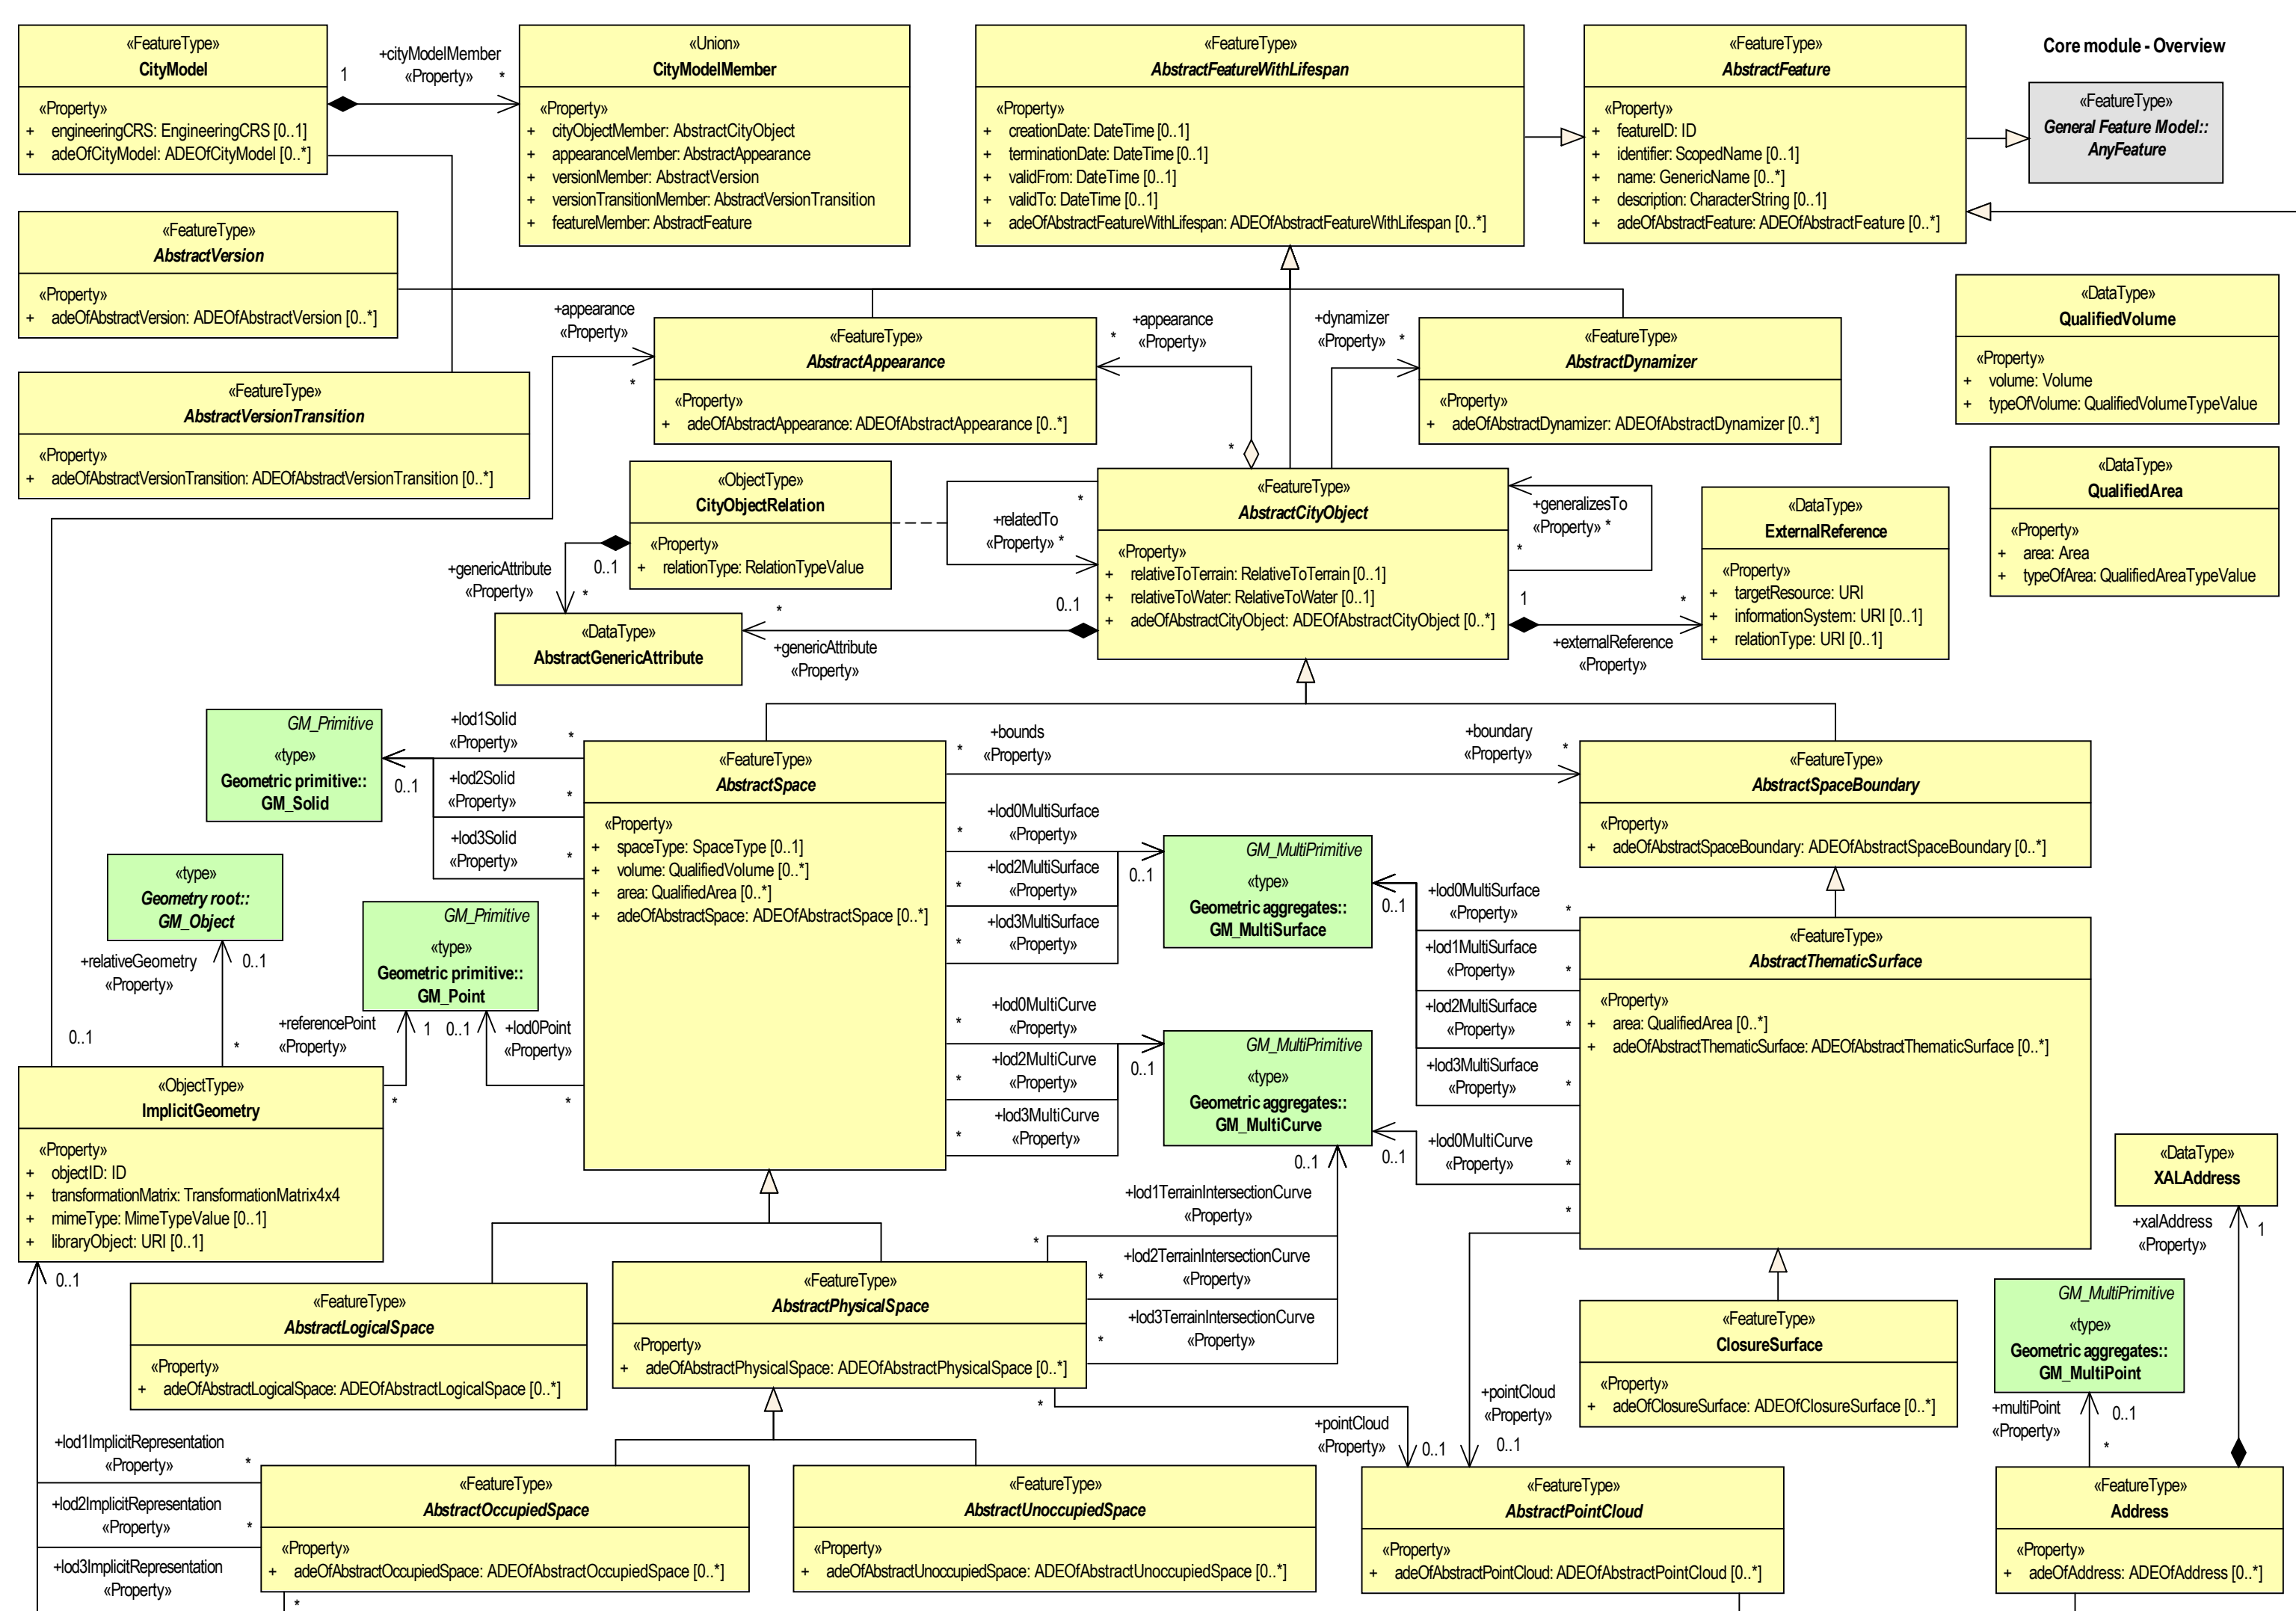 Core module - Overview
«FeatureType»
CityModel
«Property»
+ engineeringCRS: EngineeringCRS [0..1]
+ adeOfCityModel: ADEOfCityModel [0..*]
1
+cityModelMember
«Property»
*
«Union»
CityModelMember
«Property»
+ cityObjectMember: AbstractCityObject
+ appearanceMember: AbstractAppearance
+ versionMember: AbstractVersion
+ versionTransitionMember: AbstractVersionTransition
+ featureMember: AbstractFeature
«FeatureType»
AbstractFeatureWithLifespan
«Property»
+ creationDate: DateTime [0..1]
+ terminationDate: DateTime [0..1]
+ validFrom: DateTime [0..1]
+ validTo: DateTime [0..1]
+ adeOfAbstractFeatureWithLifespan: ADEOfAbstractFeatureWithLifespan [0..*]
«FeatureType»
AbstractFeature
«Property»
+ featureID: ID
+ identifier: ScopedName [0..1]
+ name: GenericName [0..*]
+ description: CharacterString [0..1]
+ adeOfAbstractFeature: ADEOfAbstractFeature [0..*]
«FeatureType»
General Feature Model::
AnyFeature
«FeatureType»
AbstractVersion
«Property»
+ adeOfAbstractVersion: ADEOfAbstractVersion [0..*]
«FeatureType»
AbstractVersionTransition
«Property»
+ adeOfAbstractVersionTransition: ADEOfAbstractVersionTransition [0..*]
+appearance
«Property»
*
«FeatureType»
AbstractAppearance
«Property»
+ adeOfAbstractAppearance: ADEOfAbstractAppearance [0..*]
+appearance
* «Property»
*
+dynamizer
«Property» *
«FeatureType»
AbstractDynamizer
«Property»
+ adeOfAbstractDynamizer: ADEOfAbstractDynamizer [0..*]
«DataType»
QualifiedVolume
«Property»
+ volume: Volume
+ typeOfVolume: QualifiedVolumeTypeValue
«DataType»
QualifiedArea
«Property»
+ area: Area
+ typeOfArea: QualifiedAreaTypeValue
«ObjectType»
CityObjectRelation
«Property»
+ relationType: RelationTypeValue
0..1
+genericAttribute
«Property»
*
*
+relatedTo
«Property» *
«FeatureType»
AbstractCityObject
«Property»
+ relativeToTerrain: RelativeToTerrain [0..1]
+ relativeToWater: RelativeToWater [0..1]
+ adeOfAbstractCityObject: ADEOfAbstractCityObject [0..*]
+generalizesTo
«Property» *
*
«DataType»
ExternalReference
«Property»
+ targetResource: URI
+ informationSystem: URI [0..1]
+ relationType: URI [0..1]
1
*
+externalReference
«Property»
0..1
*
+genericAttribute
«Property»
«DataType»
AbstractGenericAttribute
GM_Primitive
«type»
Geometric primitive::
GM_Solid
+lod1Solid
«Property»
*
0..1
+lod2Solid
«Property»
*
+lod3Solid
«Property»
*
«FeatureType»
AbstractSpace
«Property»
+ spaceType: SpaceType [0..1]
+ volume: QualifiedVolume [0..*]
+ area: QualifiedArea [0..*]
+ adeOfAbstractSpace: ADEOfAbstractSpace [0..*]
+bounds
«Property»
*
+boundary
«Property»
*
«FeatureType»
AbstractSpaceBoundary
«Property»
+ adeOfAbstractSpaceBoundary: ADEOfAbstractSpaceBoundary [0..*]
+lod0MultiSurface
«Property»
*
+lod2MultiSurface
«Property»
*
+lod3MultiSurface
«Property»
*
0..1
GM_MultiPrimitive
«type»
Geometric aggregates::
GM_MultiSurface
0..1
+lod0MultiSurface
«Property»
*
+lod1MultiSurface
«Property»
*
+lod2MultiSurface
«Property»
*
+lod3MultiSurface
«Property»
*
«FeatureType»
AbstractThematicSurface
«Property»
+ area: QualifiedArea [0..*]
+ adeOfAbstractThematicSurface: ADEOfAbstractThematicSurface [0..*]
«type»
Geometry root::
GM_Object
+relativeGeometry
«Property»
0..1
*
GM_Primitive
«type»
Geometric primitive::
GM_Point
+referencePoint
«Property»
1
*
0..1
+lod0Point
«Property»
*
0..1
+lod0MultiCurve
«Property»
*
+lod2MultiCurve
«Property»
*
+lod3MultiCurve
«Property»
*
0..1
GM_MultiPrimitive
«type»
Geometric aggregates::
GM_MultiCurve
0..1
0..1
+lod0MultiCurve
«Property»
*
*
«ObjectType»
ImplicitGeometry
«Property»
+ objectID: ID
+ transformationMatrix: TransformationMatrix4x4
+ mimeType: MimeTypeValue [0..1]
+ libraryObject: URI [0..1]
0..1
+lod1TerrainIntersectionCurve
«Property»
*
+lod2TerrainIntersectionCurve
«Property»
*
+lod3TerrainIntersectionCurve
«Property»
*
«DataType»
XALAddress
+xalAddress
«Property»
1
«FeatureType»
AbstractLogicalSpace
«Property»
+ adeOfAbstractLogicalSpace: ADEOfAbstractLogicalSpace [0..*]
«FeatureType»
AbstractPhysicalSpace
«Property»
+ adeOfAbstractPhysicalSpace: ADEOfAbstractPhysicalSpace [0..*]
«FeatureType»
ClosureSurface
«Property»
+ adeOfClosureSurface: ADEOfClosureSurface [0..*]
GM_MultiPrimitive
«type»
Geometric aggregates::
GM_MultiPoint
+multiPoint
«Property»
0..1
*
*
+pointCloud
«Property»
0..1
+pointCloud
«Property»
0..1
+lod1ImplicitRepresentation
«Property»
*
+lod2ImplicitRepresentation
«Property»
*
+lod3ImplicitRepresentation
«Property»
*
«FeatureType»
AbstractOccupiedSpace
«Property»
+ adeOfAbstractOccupiedSpace: ADEOfAbstractOccupiedSpace [0..*]
«FeatureType»
AbstractUnoccupiedSpace
«Property»
+ adeOfAbstractUnoccupiedSpace: ADEOfAbstractUnoccupiedSpace [0..*]
«FeatureType»
AbstractPointCloud
«Property»
+ adeOfAbstractPointCloud: ADEOfAbstractPointCloud [0..*]
«FeatureType»
Address
«Property»
+ adeOfAddress: ADEOfAddress [0..*]